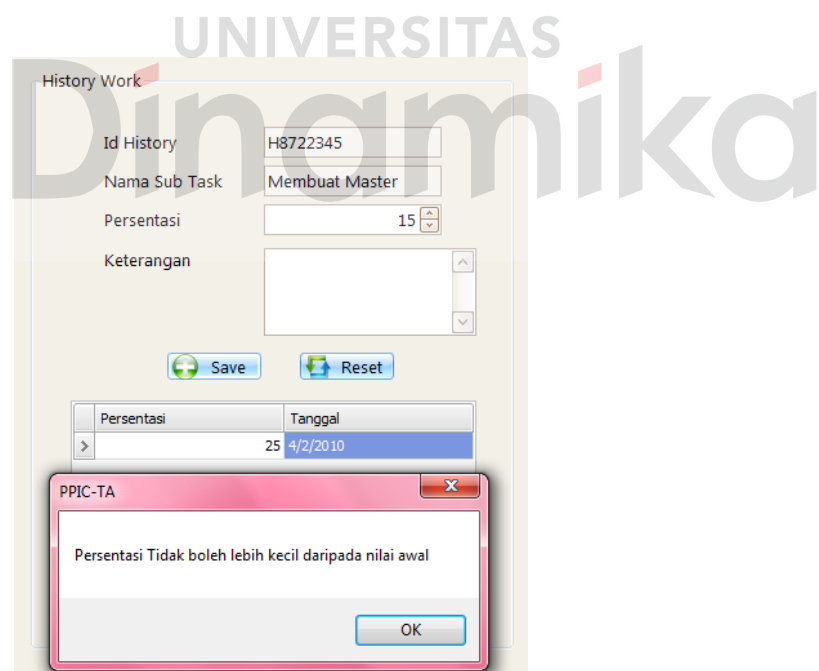 UNIVERSITAS
Dinamika
History Work
Id History H8722345
Nama Sub Task Membuat Master
Persentasi 15
Keterangan
Save Reset
Persentasi Tanggal
25 4/2/2010
PPIC-TA
Persentasi Tidak boleh lebih kecil daripada nilai awal
OK